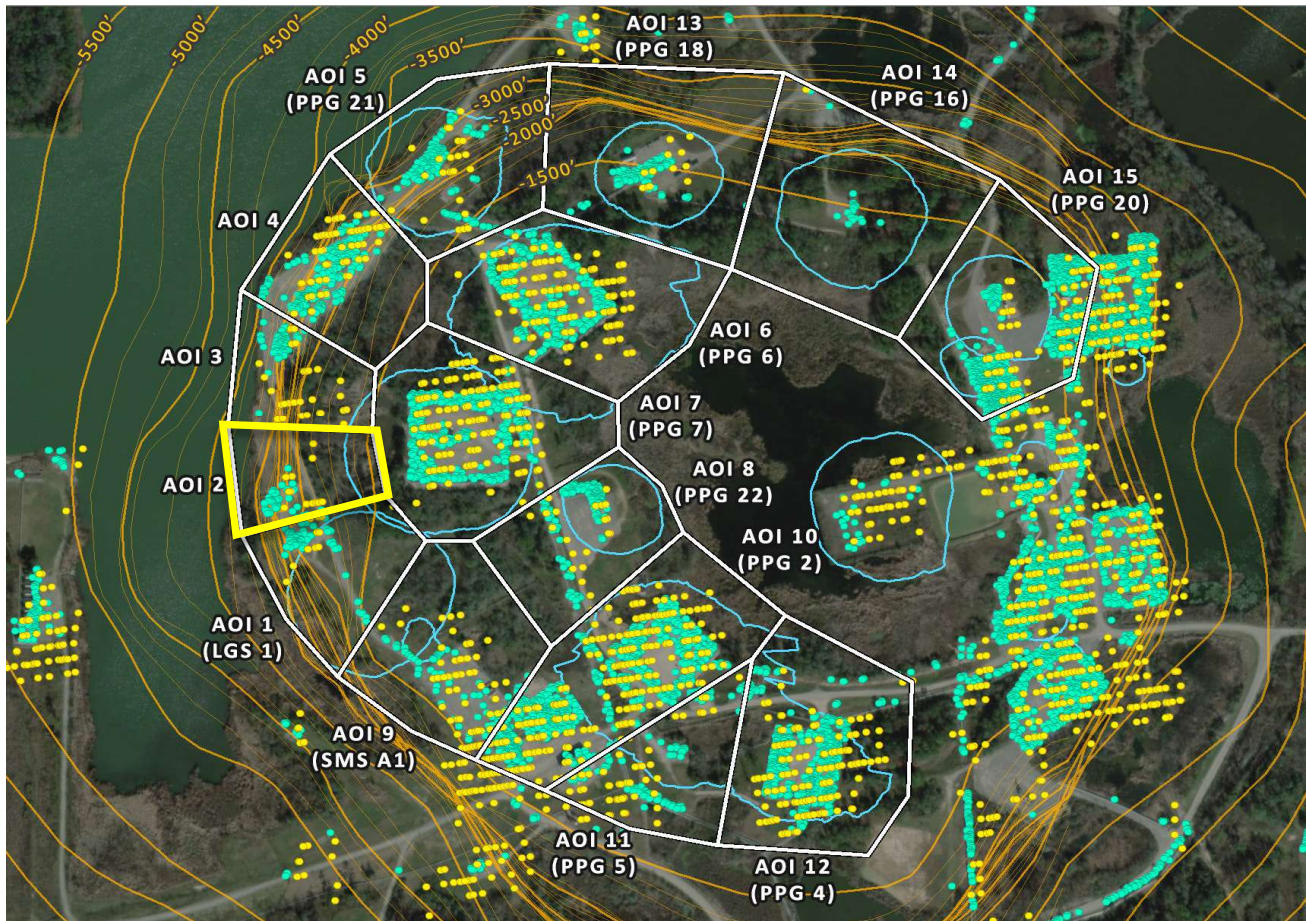 -5500'
-5000'
-4500'
-4000'
-3500'
-3000'
-2500'
-2000'
-1500'
AOI 13
(PPG 18)
AOI 14
(PPG 16)
AOI 5
(PPG 21)
AOI 15
(PPG 20)
AOI 4
AOI 3
AOI 6
(PPG 6)
AOI 7
(PPG 7)
AOI 2
AOI 8
(PPG 22)
AOI 10
(PPG 2)
AOI 1
(LGS 1)
AOI 9
(SMS A1)
AOI 11
(PPG 5)
AOI 12
(PPG 4)